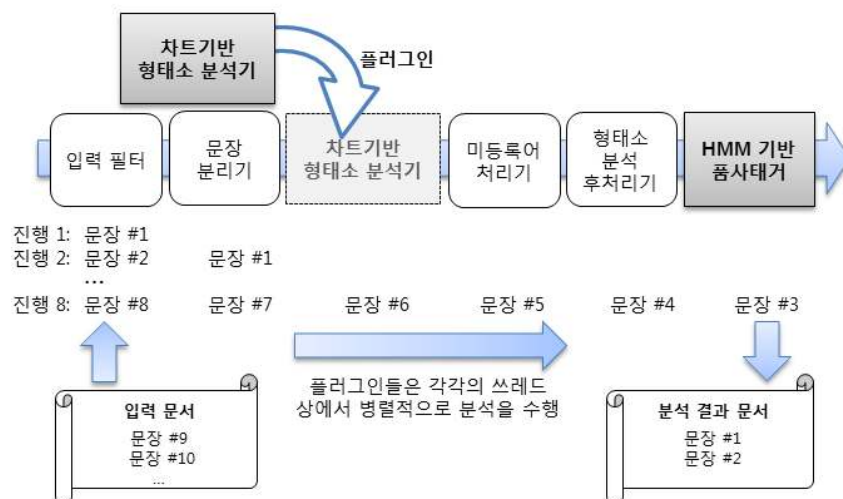 차트기반
형태소 분석기
플러그인
입력 필터
문장
분리기
차트기반
형태소 분석기
미등록어
처리기
형태소
분석
후처리기
HMM 기반
품사태거
진행 1: 문장 #1
진행 2: 문장 #2 문장 #1
...
진행 8: 문장 #8 문장 #7 문장 #6 문장 #5 문장 #4 문장 #3
플러그인들은 각각의 쓰레드
상에서 병렬적으로 분석을 수행
입력 문서
문장 #9
문장 #10
...
분석 결과 문서
문장 #1
문장 #2